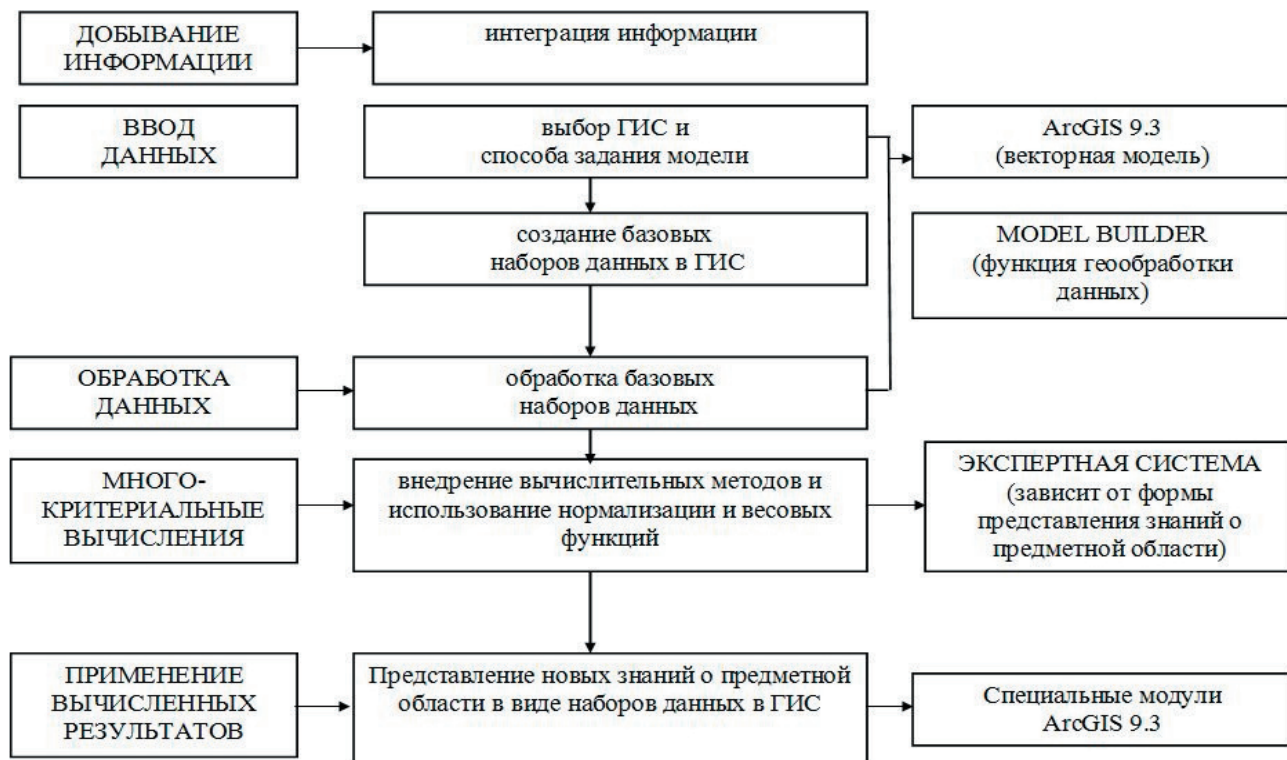 ДОБЫВАНИЕ
ИНФОРМАЦИИ
интеграция информации
ВВОД
ДАННЫХ
выбор ГИС и
способа задания модели
ArcGIS 9.3
(векторная модель)
создание базовых
наборов данных в ГИС
MODEL BUILDER
(функция геообработки
данных)
ОБРАБОТКА
ДАННЫХ
обработка базовых
наборов данных
МНОГО-
КРИТЕРИАЛЬНЫЕ
ВЫЧИСЛЕНИЯ
внедрение вычислительных методов и
использование нормализации и весовых
функций
ЭКСПЕРТНАЯ СИСТЕМА
(зависит от формы
представления знаний о
предметной области)
ПРИМЕНЕНИЕ
ВЫЧИСЛЕННЫХ
РЕЗУЛЬТАТОВ
Представление новых знаний о предметной
области в виде наборов данных в ГИС
Специальные модули
ArcGIS 9.3